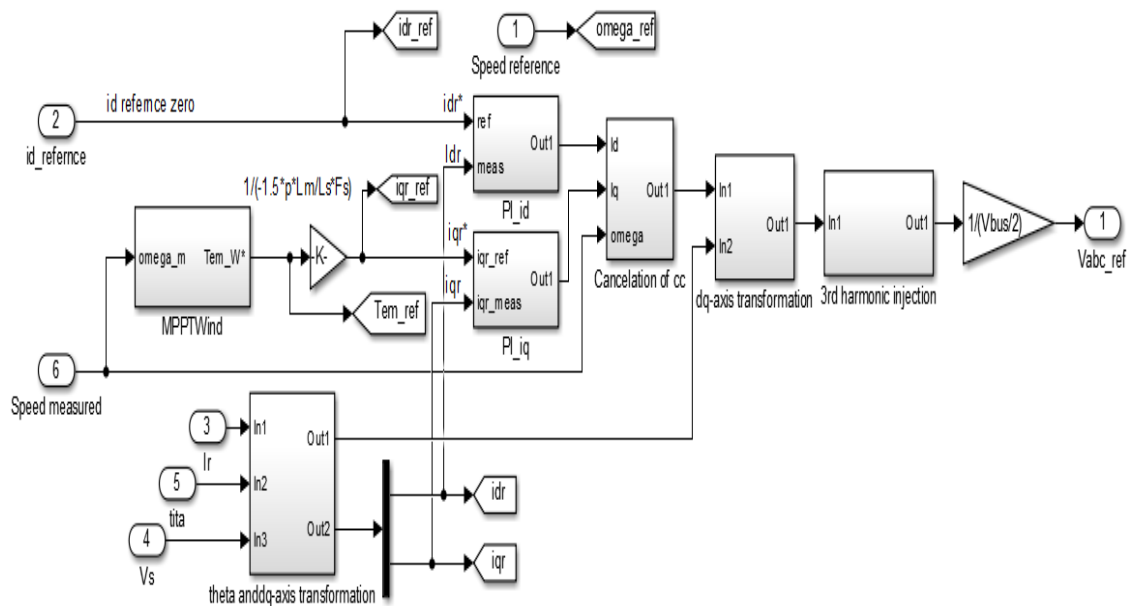 idr_ref
1
omega_ref
Speed reference
id refernce zero
2
id_refernce
idr*
ref
Idr
meas
Out1
PI_id
1/(-1.5*p*Lm/Ls*Fs)
iqr_ref
omega_m
Tem_W*
MPPTWind
-K-
Tem_ref
iqr*
iqr_ref
iqr
iqr_meas
Out1
PI_iq
Id
Iq
omega
Out1
Cancelation of cc
In1
In2
Out1
dq-axis transformation
In1
Out1
3rd harmonic injection
1/(Vbus/2)
1
Vabc_ref
6
Speed measured
3
Ir
5
tita
4
Vs
In1
In2
In3
Out1
Out2
theta anddq-axis transformation
idr
iqr